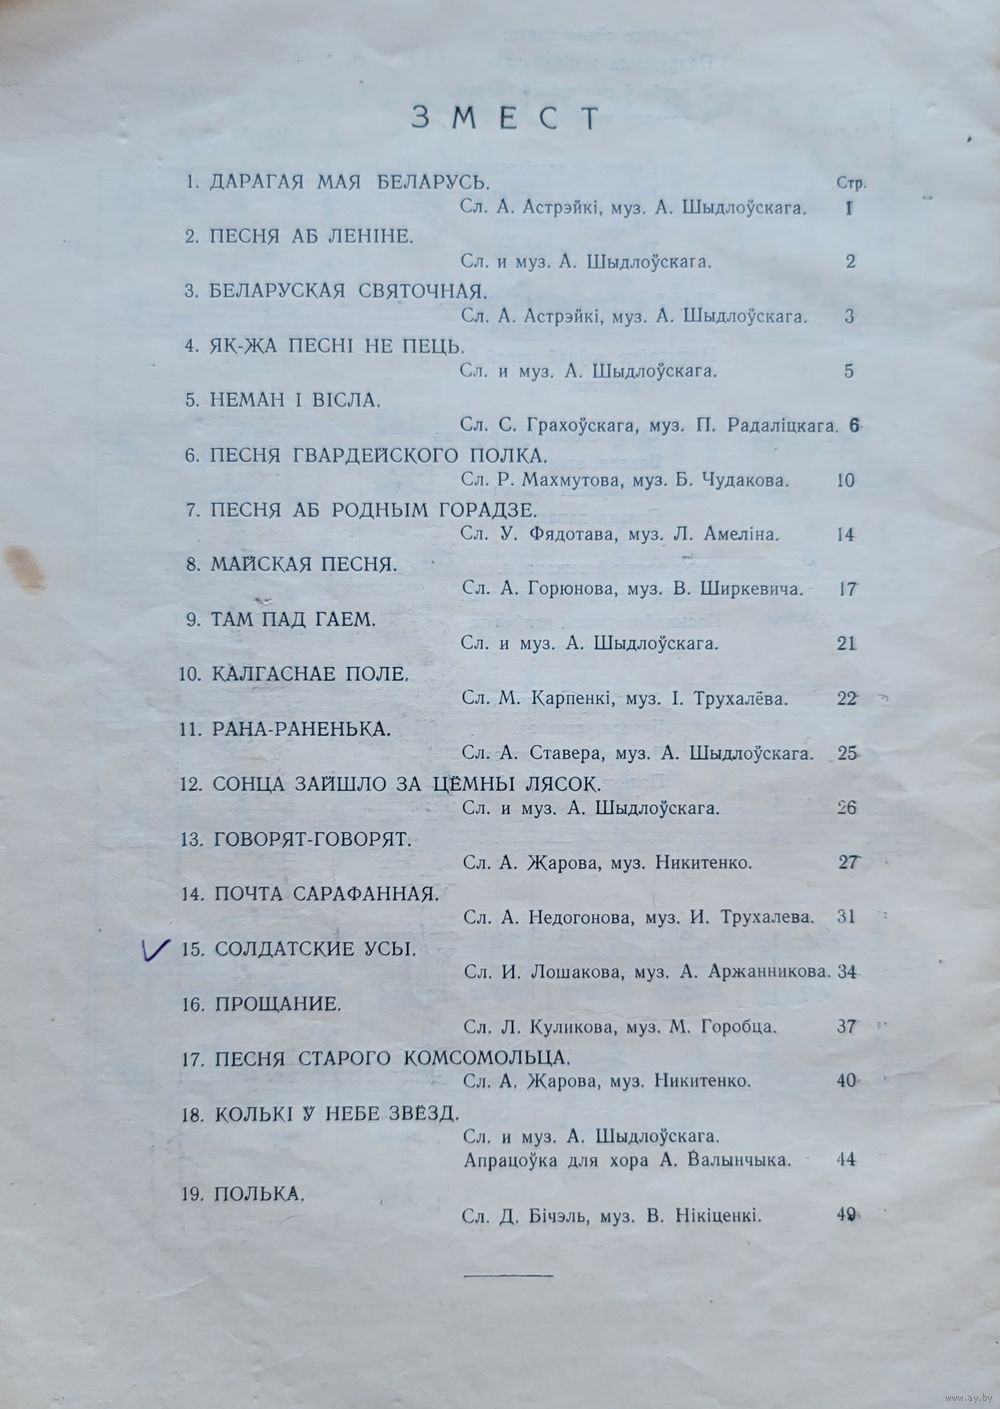 ЗМЕСТ
1. ДАРАГАЯ МАЯ БЕЛАРУСЬ. Стр.
Сл. А. Астрэйкі, муз. А. Шыдлоўскага. 1
2. ПЕСНЯ АБ ЛЕНІНЕ.
Сл. и муз. А. Шыдлоўскага. 2
3. БЕЛАРУСКАЯ СВЯТОЧНАЯ.
Сл. А. Астрэйкі, муз. А. Шыдлоўскага. 3
4. ЯК-ЖА ПЕСНІ НЕ ПЕЦЬ.
Сл. и муз. А. Шыдлоўскага. 5
5. НЕМАН І ВІСЛА.
Сл. С. Грахоўскага, муз. П. Радаліцкага. 6
6. ПЕСНЯ ГВАРДЕЙСКОГО ПОЛКА.
Сл. Р. Махмутова, муз. Б. Чудакова. 10
7. ПЕСНЯ АБ РОДНЫМ ГОРАДЗЕ.
Сл. У. Фядотава, муз. Л. Амеліна. 14
8. МАЙСКАЯ ПЕСНЯ.
Сл. А. Горюнова, муз. В. Ширкевича. 17
9. ТАМ ПАД ГАЕМ.
Сл. и муз. А. Шыдлоўскага. 21
10. КАЛГАСНАЕ ПОЛЕ.
Сл. М. Карпенкі, муз. І. Трухалёва. 22
11. РАНА-РАНЕНЬКА.
Сл. А. Ставера, муз. А. Шыдлоўскага. 25
12. СОНЦА ЗАЙШЛО ЗА ЦЁМНЫ ЛЯСОК.
Сл. и муз. А. Шыдлоўскага. 26
13. ГОВОРЯТ-ГОВОРЯТ.
Сл. А. Жарова, муз. Никитенко. 27
14. ПОЧТА САРАФАННАЯ.
Сл. А. Недогонова, муз. И. Трухалева. 31
15. СОЛДАТСКИЕ УСЫ.
Сл. И. Лошакова, муз. А. Аржанникова. 34
16. ПРОЩАНИЕ.
Сл. Л. Куликова, муз. М. Горобца. 37
17. ПЕСНЯ СТАРОГО КОМСОМОЛЬЦА.
Сл. А. Жарова, муз. Никитенко. 40
18. КОЛЬКІ Ў НЕБЕ ЗВЁЗД.
Сл. и муз. А. Шыдлоўскага.
Апрацоўка для хора А. Валынчыка. 44
19. ПОЛЬКА.
Сл. Д. Бічэль, муз. В. Нікіценкі. 49
www.ay.by